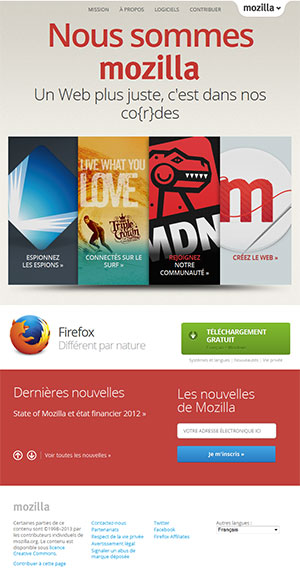 MISSION À PROPOS LOGICIELS CONTRIBUER mozilla
Nous sommes
mozilla
Un Web plus juste, c'est dans nos
co{r}des
LIVE WHAT YOU
LOVE
Triple
Crown
MDN
m
ESPIONNEZ
LES ESPIONS »
CONNECTÉS SUR LE
SURF »
REJOIGNEZ
NOTRE
COMMUNAUTÉ »
CRÉEZ LE WEB »
Firefox
Différent par nature
TÉLÉCHARGEMENT
GRATUIT
Systèmes et langues Nouveautés Vie privée
Dernières nouvelles
State of Mozilla et état financier 2012 »
Voir toutes les nouvelles »
Les nouvelles
de Mozilla
VOTRE ADRESSE ÉLECTRONIQUE ICI
Je m'inscris »
mozilla
Certaines parties de ce
contenu sont ©1998–2013 par
les contributeurs individuels de
mozilla.org. Le contenu est
disponible sous licence
Creative Commons.
Contribuer à cette page
Contactez-nous
Partenariats
Respect de la vie privée
Avertissement légal
Signaler un abus de
marque déposée
Twitter
Facebook
Firefox Affiliates
Autres langues :
Français